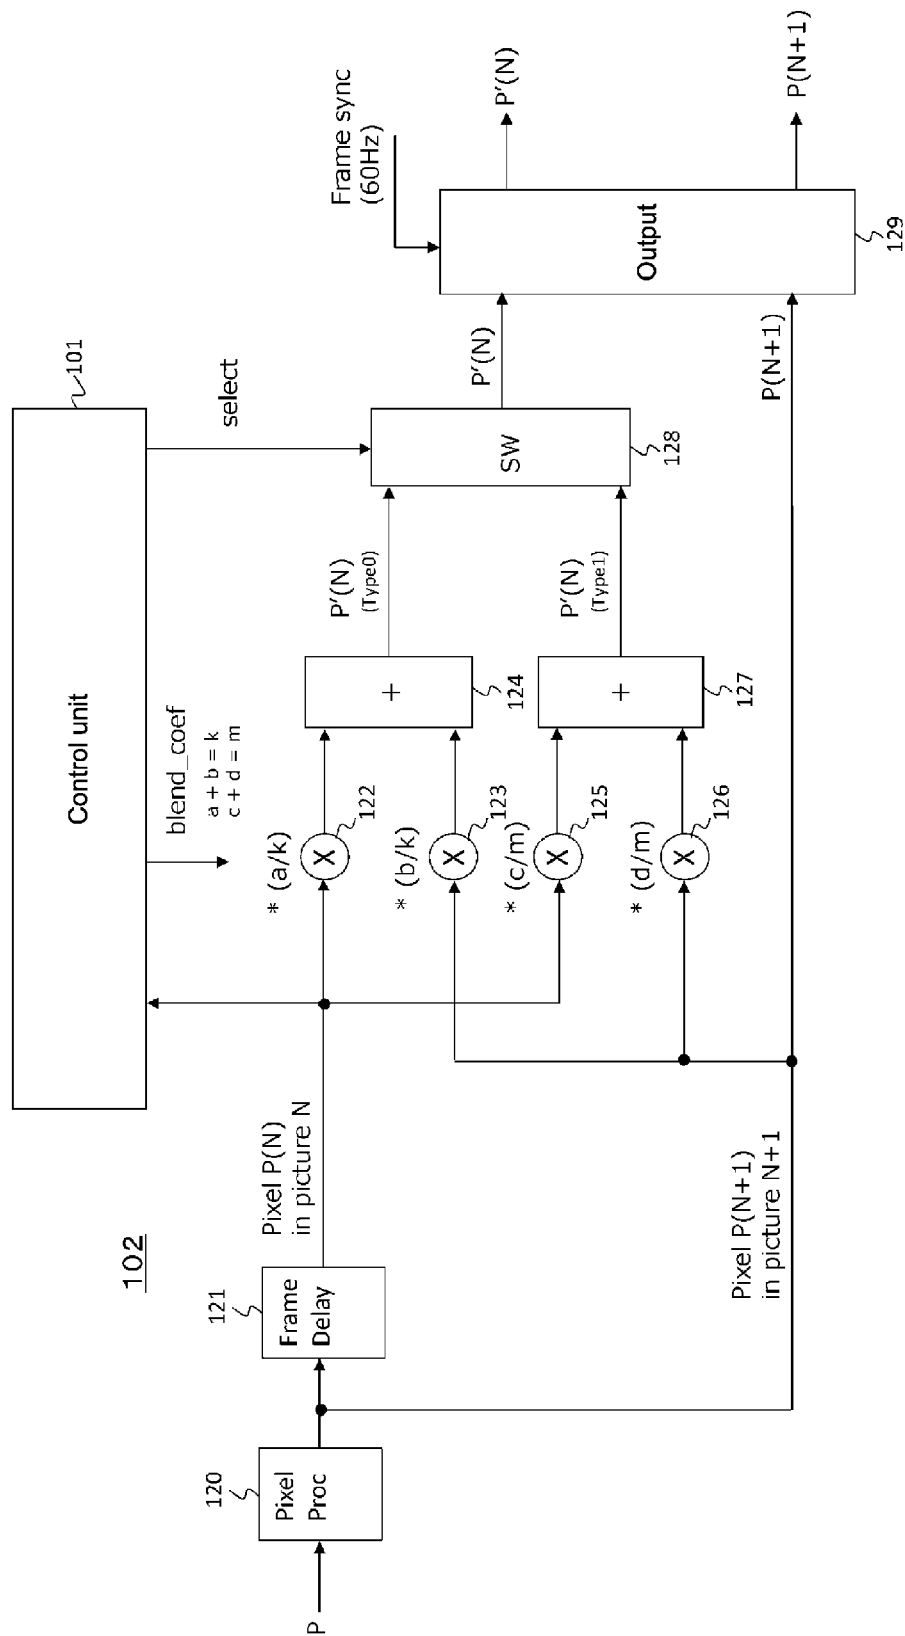 102
Control unit
101
blend_coef
a + b = k
c + d = m
select
Frame sync
(60Hz)
P
Pixel
Proc
120
Frame
Delay
121
Pixel P(N)
in picture N
Pixel P(N+1)
in picture N+1
* (a/k)
X
122
* (b/k)
X
123
* (c/m)
X
125
* (d/m)
X
126
+
124
+
127
P'(N)
(Type0)
P'(N)
(Type1)
SW
128
P'(N)
P(N+1)
Output
129
P'(N)
P(N+1)